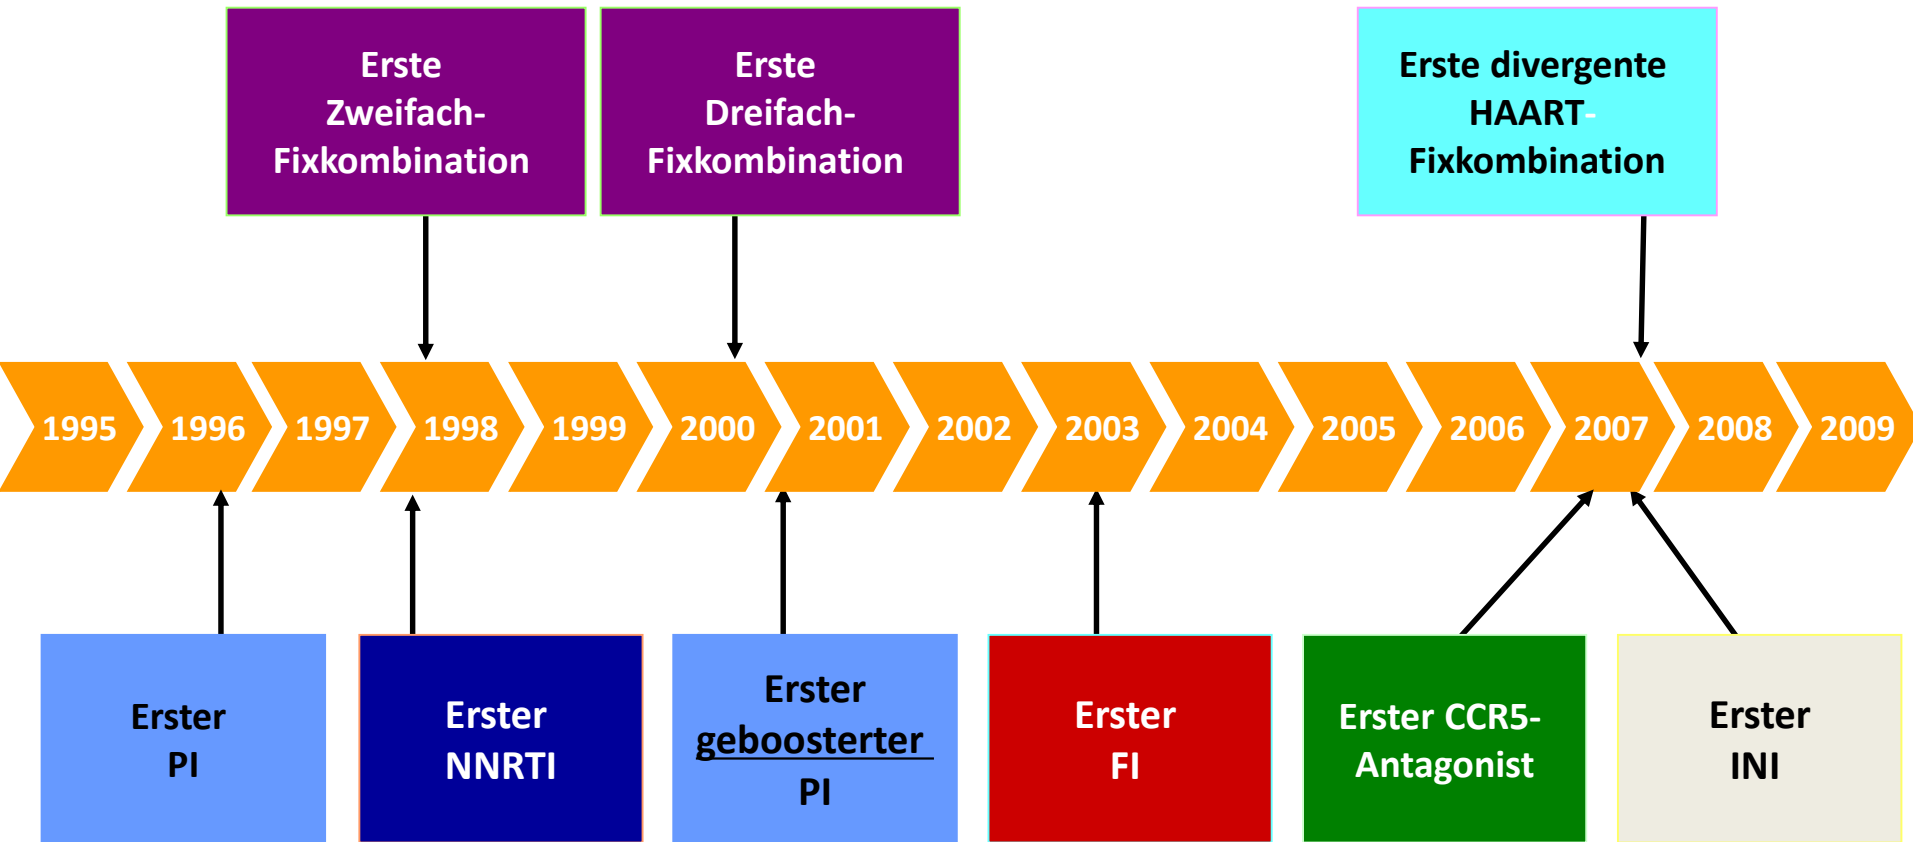 Erste
Zweifach-
Fixkombination
Erste
Dreifach-
Fixkombination
Erste divergente
HAART-
Fixkombination
1995
1996
1997
1998
1999
2000
2001
2002
2003
2004
2005
2006
2007
2008
2009
Erster
PI
Erster
NNRTI
Erster
geboosterter
PI
Erster
FI
Erster CCR5-
Antagonist
Erster
INI